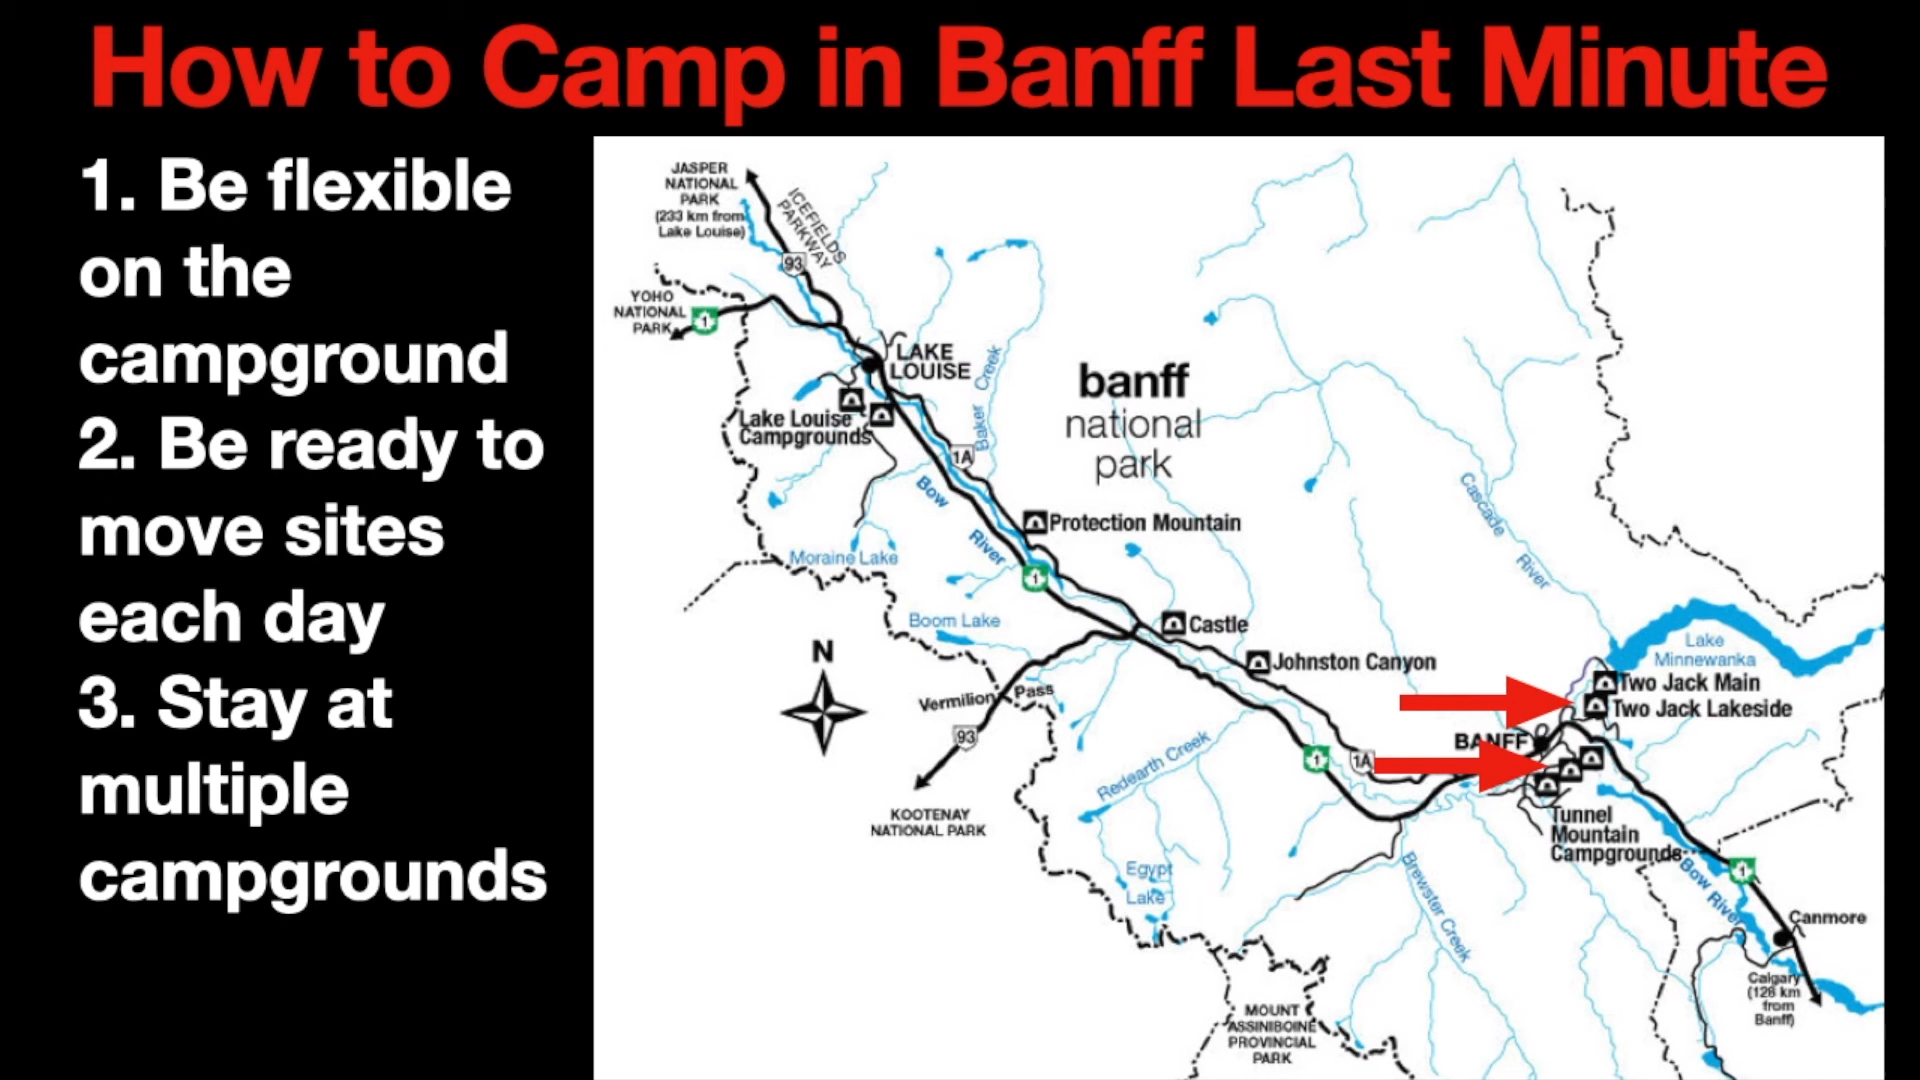 How to Camp in Banff Last Minute
1. Be flexible
on the
campground
2. Be ready to
move sites
each day
3. Stay at
multiple
campgrounds
JASPER
NATIONAL
PARK
(233 km from
Lake Louise)
ICEFIELDS
PARKWAY
93
YOHO
NATIONAL
PARK
1
LAKE
LOUISE
Lake Louise
Campgrounds
Baker Creek
1A
banff
national
park
Bow
River
Protection Mountain
Moraine Lake
1
Cascade
River
Boom Lake
Castle
Johnston Canyon
N
Vermilion Pass
93
Lake
Minnewanka
Two Jack Main
Two Jack Lakeside
BANFF
1
1A
Redearth Creek
KOOTENAY
NATIONAL PARK
Tunnel
Mountain
Campgrounds
Egypt
Lake
Brewster Creek
Bow River
1
Canmore
Calgary
(128 km
from
Banff)
MOUNT
ASSINIBOINE
PROVINCIAL
PARK